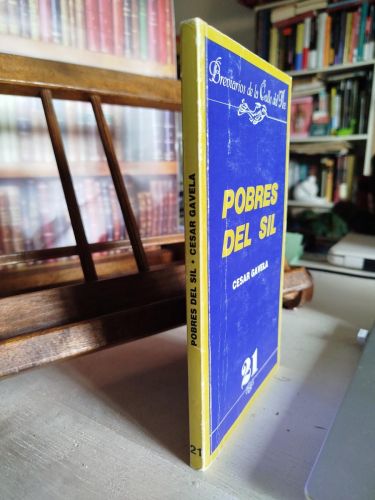 Breviarios de la Calle del Pez
POBRES
DEL SIL
CESAR GAVELA
21
POBRES DEL SIL • CESAR GAVELA
21